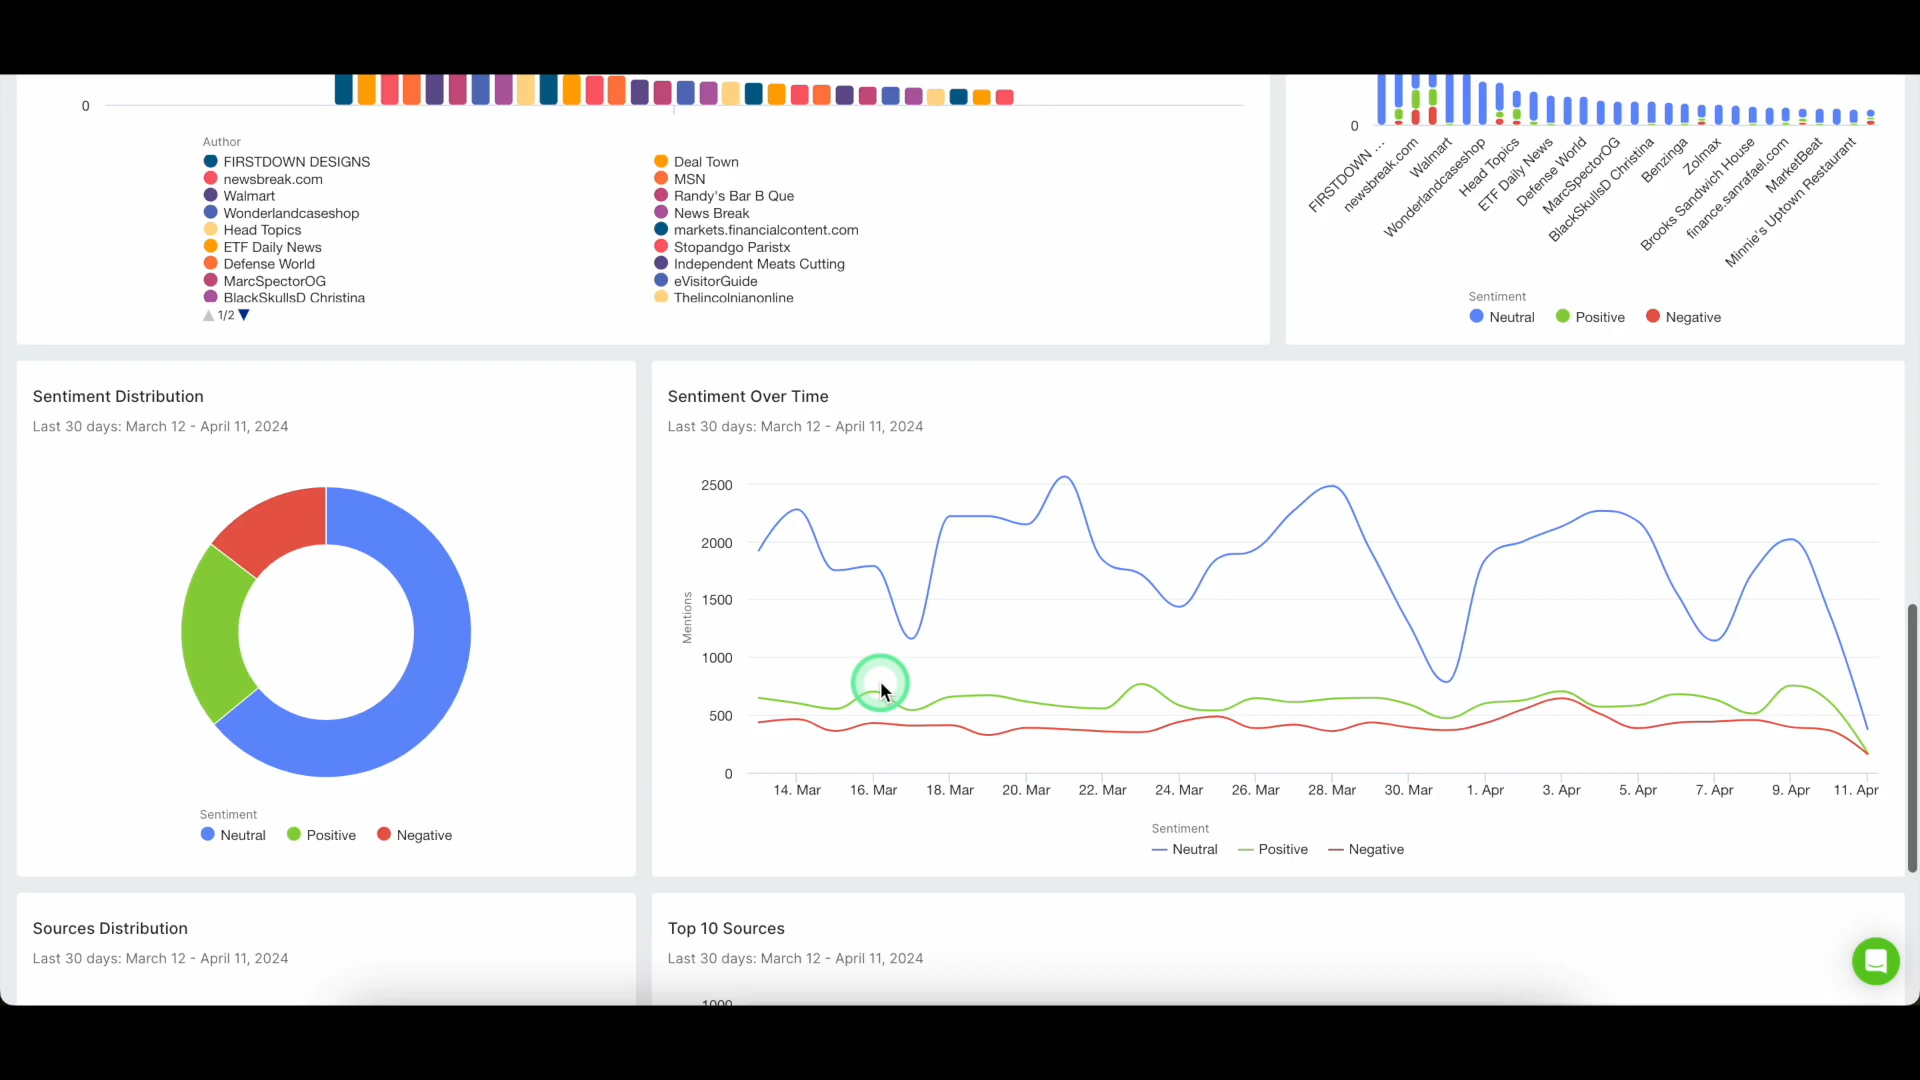 0
Author
FIRSTDOWN DESIGNS
newsbreak.com
Walmart
Wonderlandcaseshop
Head Topics
ETF Daily News
Defense World
MarcSpectorOG
BlackSkullsD Christina
1/2
Deal Town
MSN
Randy's Bar B Que
News Break
markets.financialcontent.com
Stopandgo Paristx
Independent Meats Cutting
eVisitorGuide
Thelincolnianonline
0
FIRSTDOWN ...
newsbreak.com
Walmart
Wonderlandcaseshop
Head Topics
ETF Daily News
Defense World
MarcSpectorOG
BlackSkullsD Christina
Benzinga
Zolmax
Brooks Sandwich House
finance.sanrafael.com
MarketBeat
Minnie's Uptown Restaurant
Sentiment
Neutral Positive Negative
Sentiment Distribution
Last 30 days: March 12 - April 11, 2024
Sentiment
Neutral Positive Negative
Sentiment Over Time
Last 30 days: March 12 - April 11, 2024
Mentions
2500
2000
1500
1000
500
0
14. Mar 16. Mar 18. Mar 20. Mar 22. Mar 24. Mar 26. Mar 28. Mar 30. Mar 1. Apr 3. Apr 5. Apr 7. Apr 9. Apr 11. Apr
Sentiment
Neutral Positive Negative
Sources Distribution
Last 30 days: March 12 - April 11, 2024
Top 10 Sources
Last 30 days: March 12 - April 11, 2024
1000